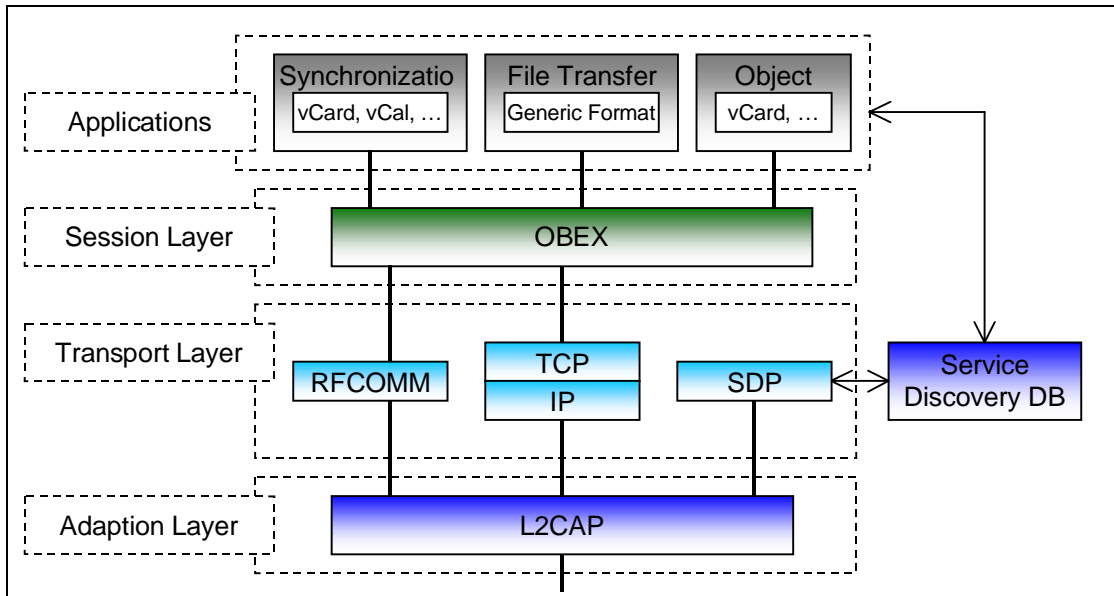 Synchronizatio
File Transfer
Object
vCard, vCal, …
Generic Format
vCard, …
Applications
Session Layer
OBEX
Transport Layer
RFCOMM
TCP
IP
SDP
Service
Discovery DB
Adaption Layer
L2CAP